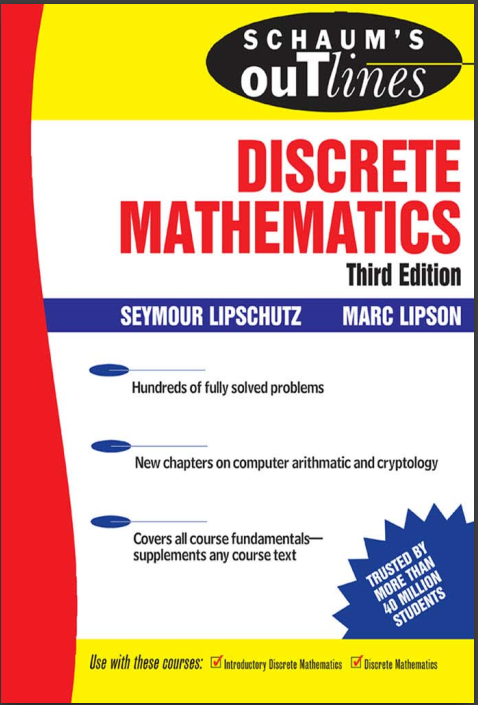 SCHAUM'S
ouTlines
DISCRETE
MATHEMATICS
Third Edition
SEYMOUR LIPSCHUTZ MARC LIPSON
Hundreds of fully solved problems
New chapters on computer arithmatic and cryptology
Covers all course fundamentals—
supplements any course text
TRUSTED BY
MORE THAN
40 MILLION
STUDENTS
Use with these courses: Introductory Discrete Mathematics Discrete Mathematics